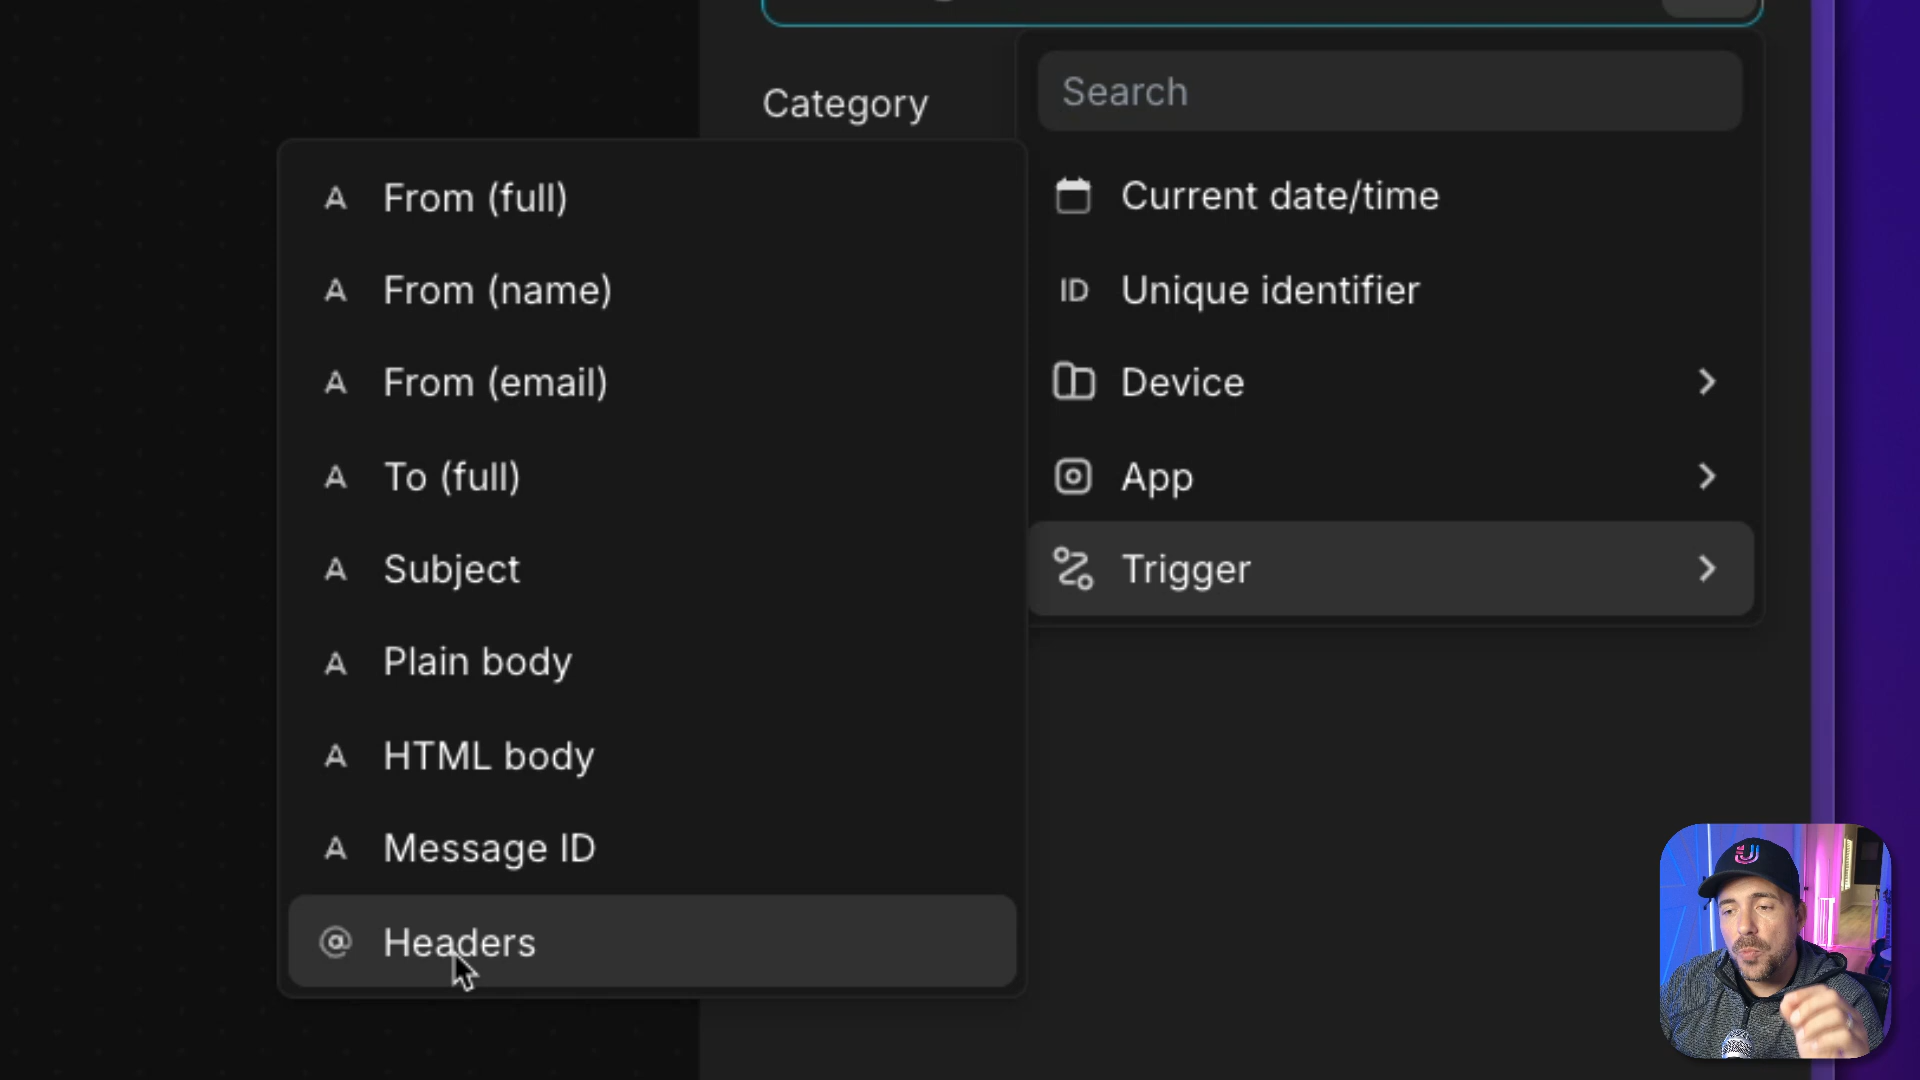 Category
Search
Current date/time
ID Unique identifier
Device
App
Trigger
A From (full)
A From (name)
A From (email)
A To (full)
A Subject
A Plain body
A HTML body
A Message ID
@ Headers